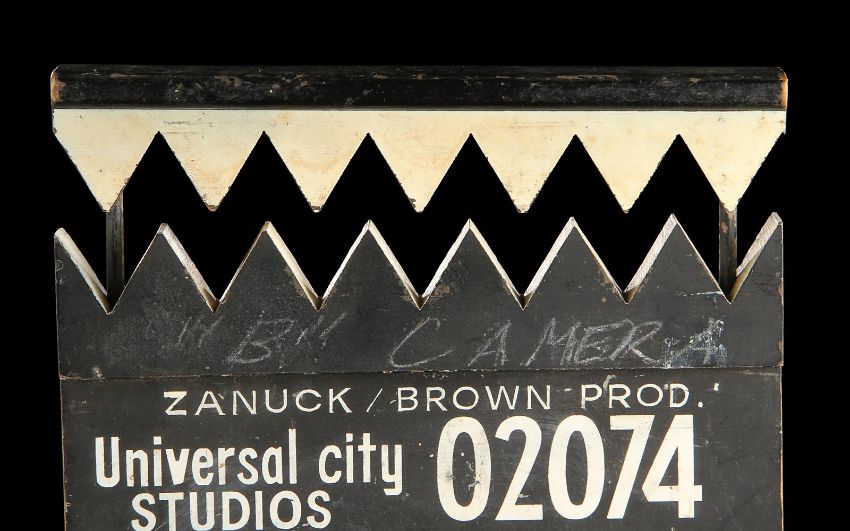 "B" CAMERA
ZANUCK / BROWN PROD.
Universal city
STUDIOS
02074